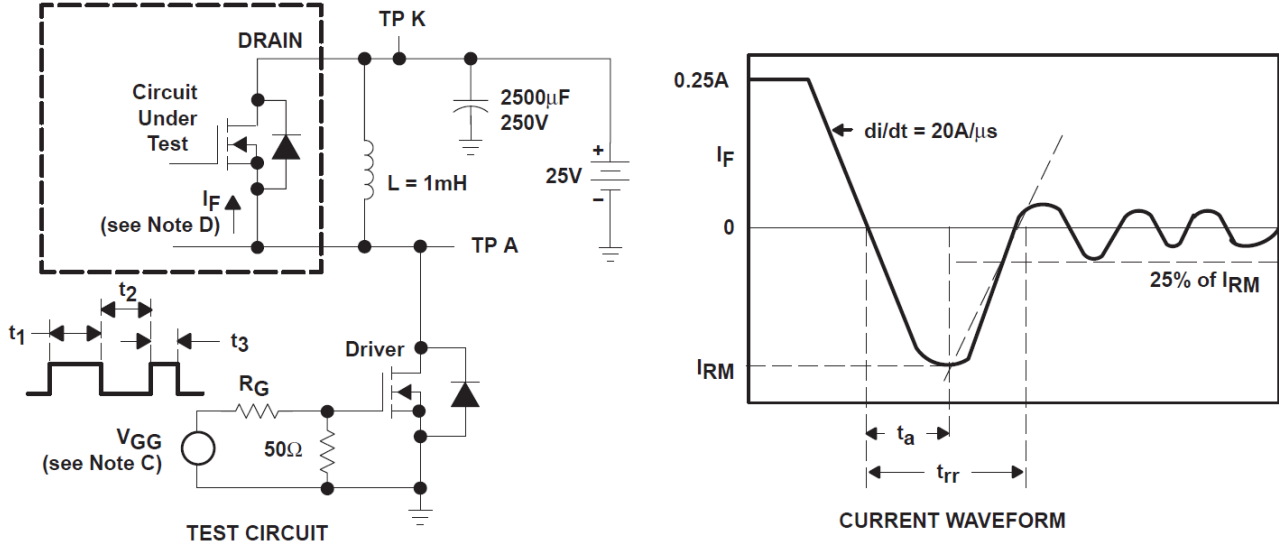 TP K
DRAIN
Circuit
Under
Test
2500μF
250V
+
25V
−
L = 1mH
IF
(see Note D)
TP A
t2
t1
t3
Driver
RG
VGG
(see Note C)
50Ω
TEST CIRCUIT
0.25A
di/dt = 20A/μs
IF
0
25% of IRM
IRM
ta
trr
CURRENT WAVEFORM